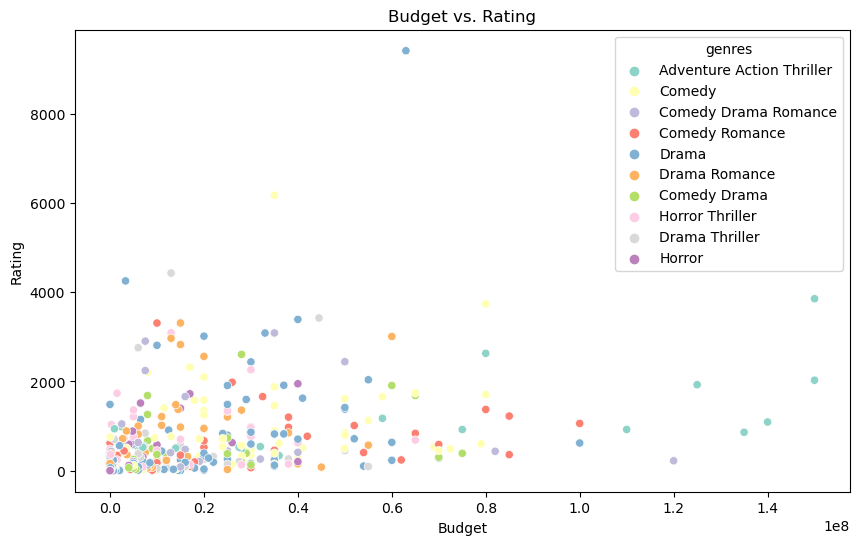 Budget vs. Rating
genres
Adventure Action Thriller
Comedy
Comedy Drama Romance
Comedy Romance
Drama
Drama Romance
Comedy Drama
Horror Thriller
Drama Thriller
Horror
Rating
8000
6000
4000
2000
0
0.0 0.2 0.4 0.6 0.8 1.0 1.2 1.4
1e8
Budget